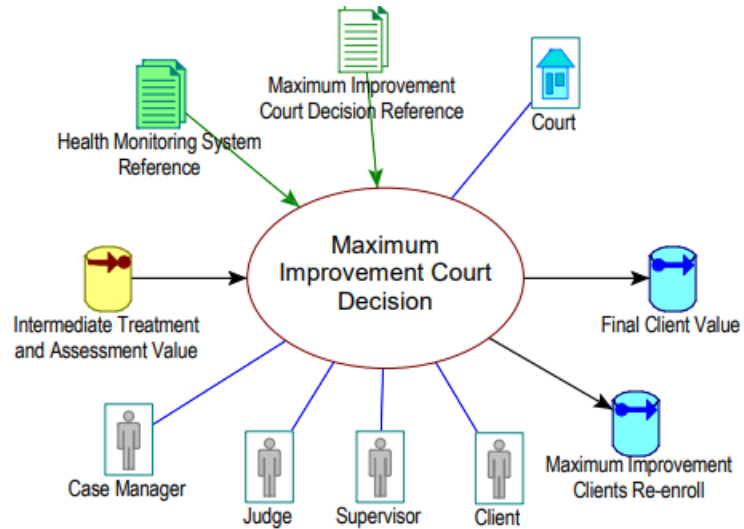 Maximum Improvement
Court Decision Reference
Health Monitoring System
Reference
Court
Maximum
Improvement Court
Decision
Intermediate Treatment
and Assessment Value
Final Client Value
Case Manager
Judge
Supervisor
Client
Maximum Improvement
Clients Re-enroll